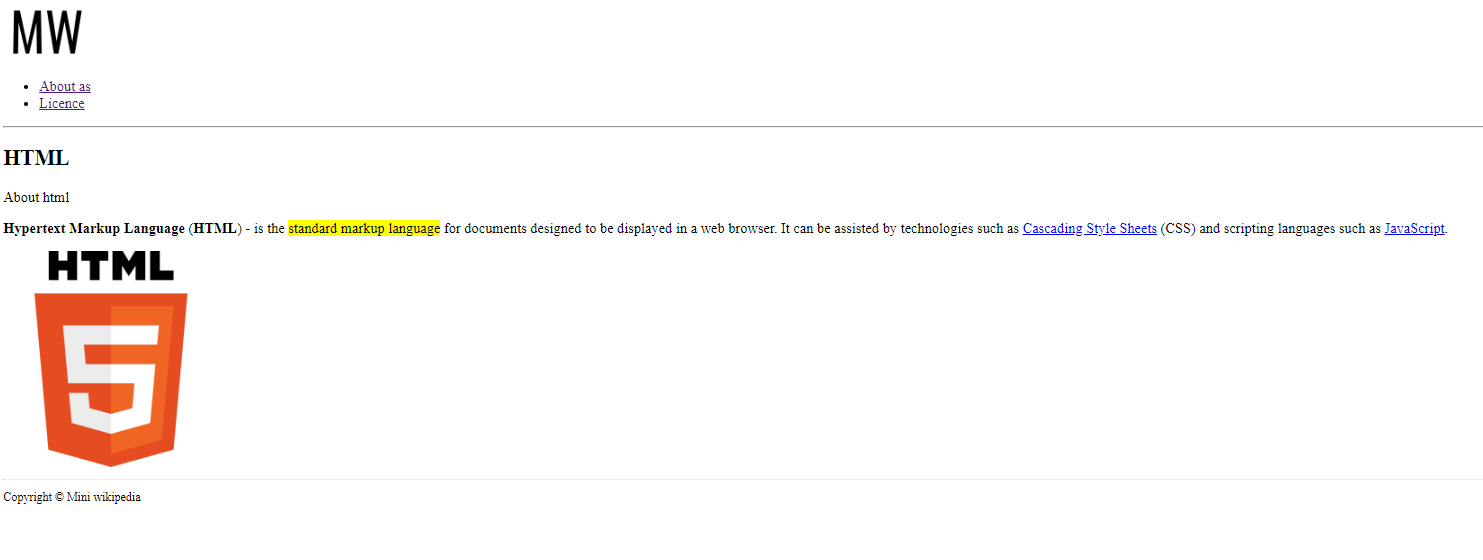 MW
About as
Licence
HTML
About html
Hypertext Markup Language (HTML) - is the standard markup language for documents designed to be displayed in a web browser. It can be assisted by technologies such as Cascading Style Sheets (CSS) and scripting languages such as JavaScript.
HTML
5
Copyright © Mini wikipedia